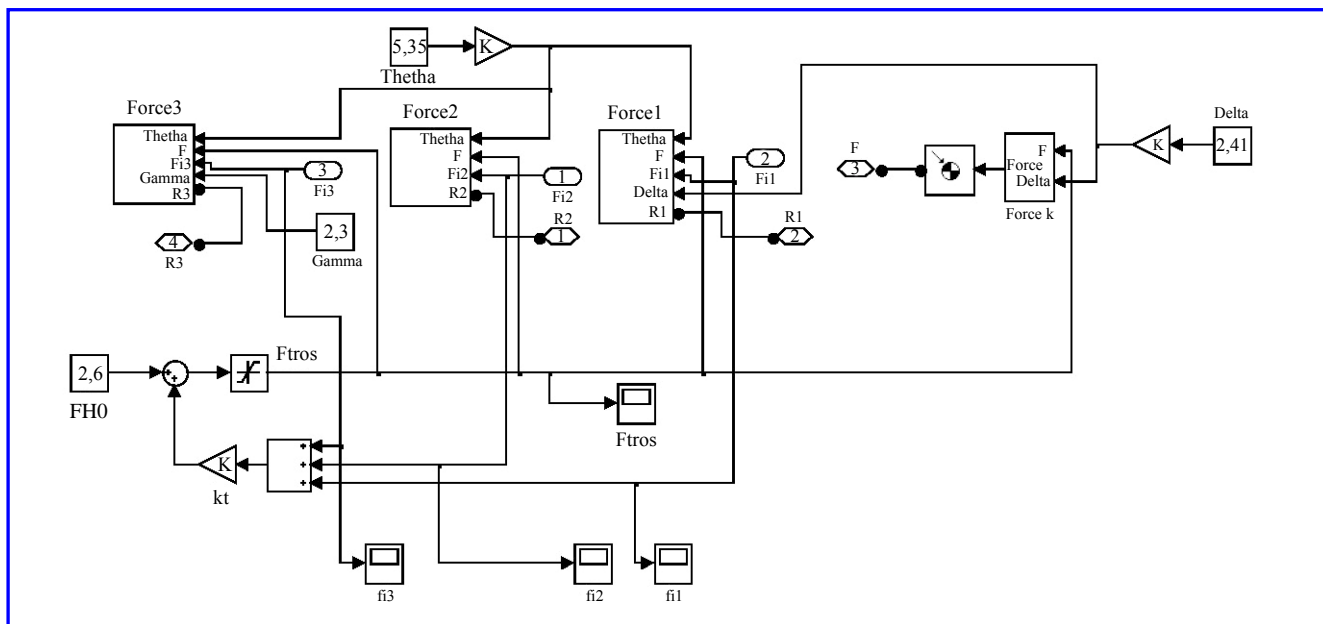 5,35
K
Thetha
Force3
Thetha
F
Fi3
Gamma
R3
3
Fi3
4
R3
2,3
Gamma
Force2
Thetha
F
Fi2
R2
1
Fi2
R2
1
Force1
Thetha
F
Fi1
Delta
R1
2
Fi1
R1
2
F
3
F
Force
Delta
Force k
K
Delta
2,41
2,6
FH0
+
+
Ftros
Ftros
K
kt
+
+
+
fi3
fi2
fi1